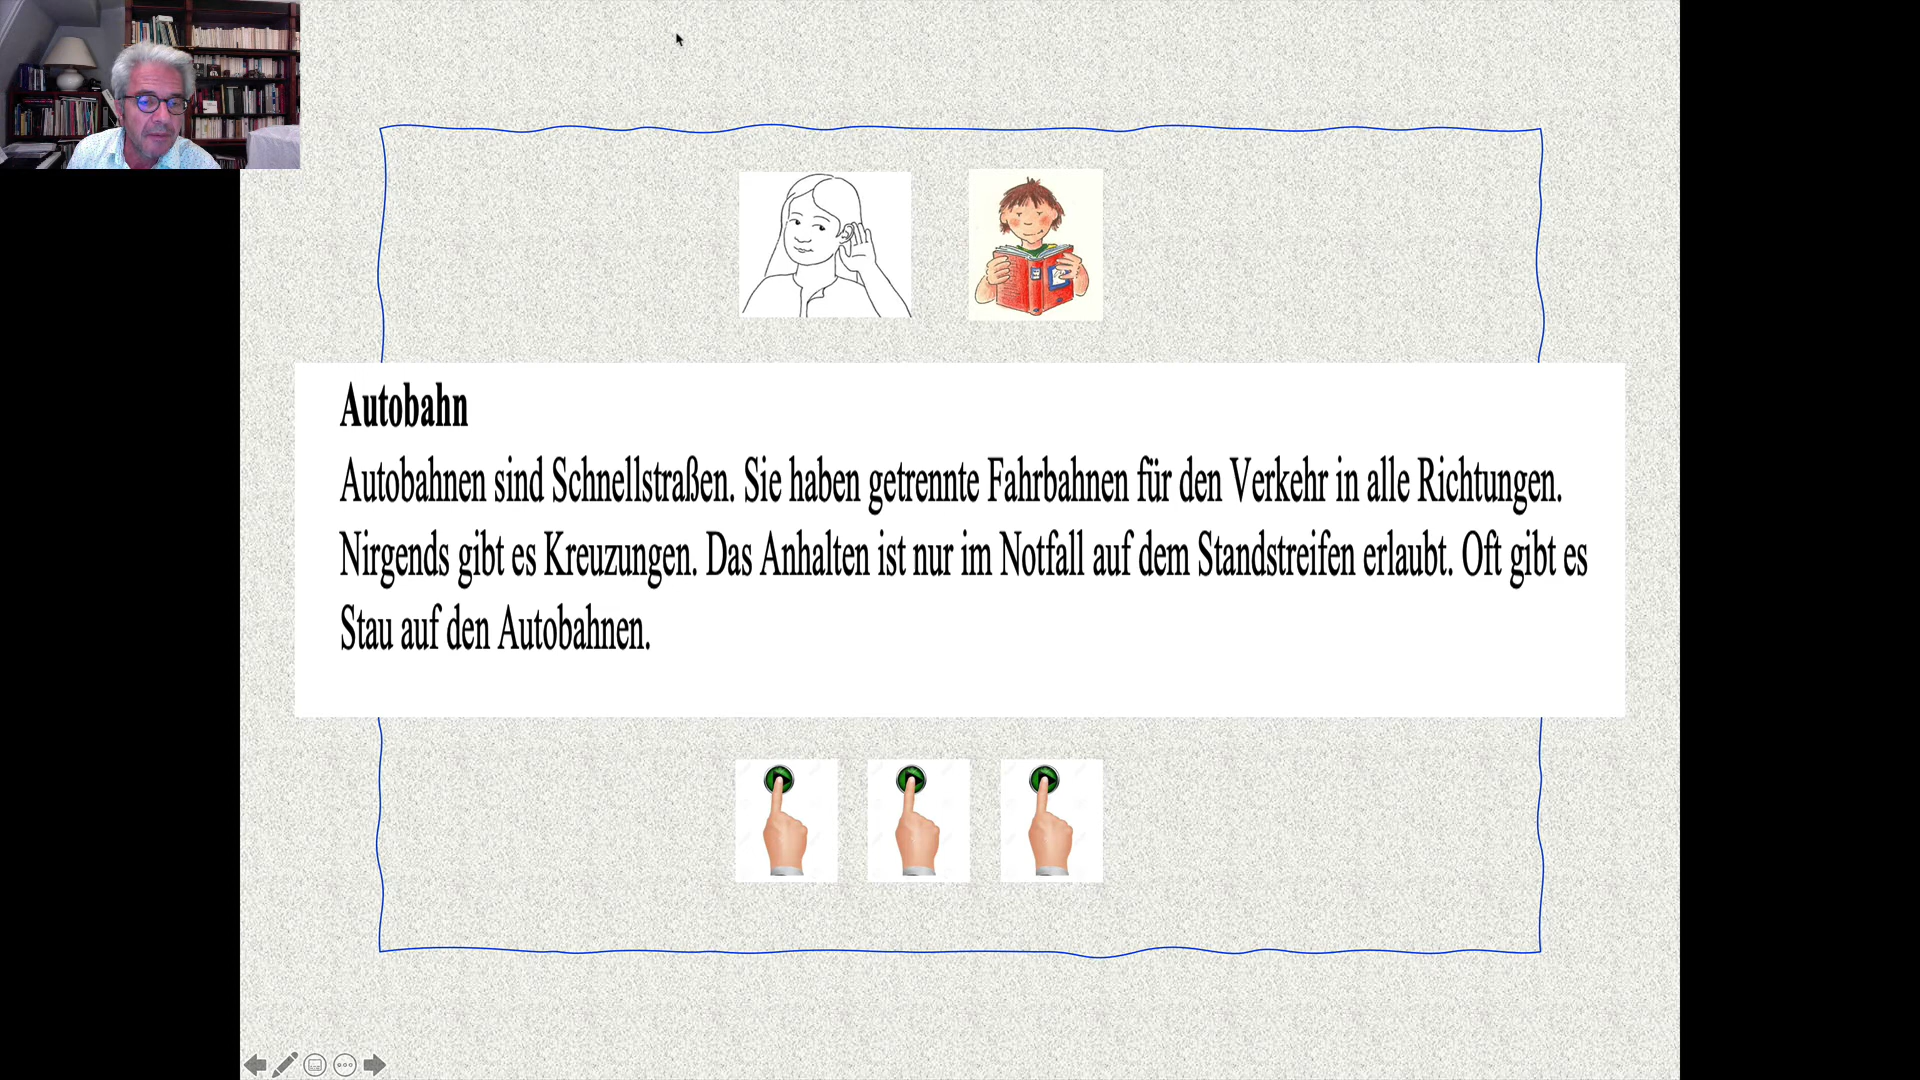 Autobahn
Autobahnen sind Schnellstraßen. Sie haben getrennte Fahrbahnen für den Verkehr in alle Richtungen.
Nirgends gibt es Kreuzungen. Das Anhalten ist nur im Notfall auf dem Standstreifen erlaubt. Oft gibt es
Stau auf den Autobahnen.